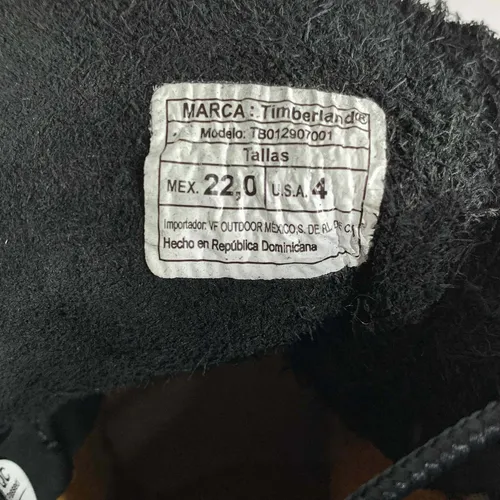 MARCA : Timberland®
Modelo: TB012907001
Tallas
MEX. 22,0 U.S.A. 4
Importador: VF OUTDOOR MEXICO,S. DE R.L. DE C
Hecho en República Dominicana